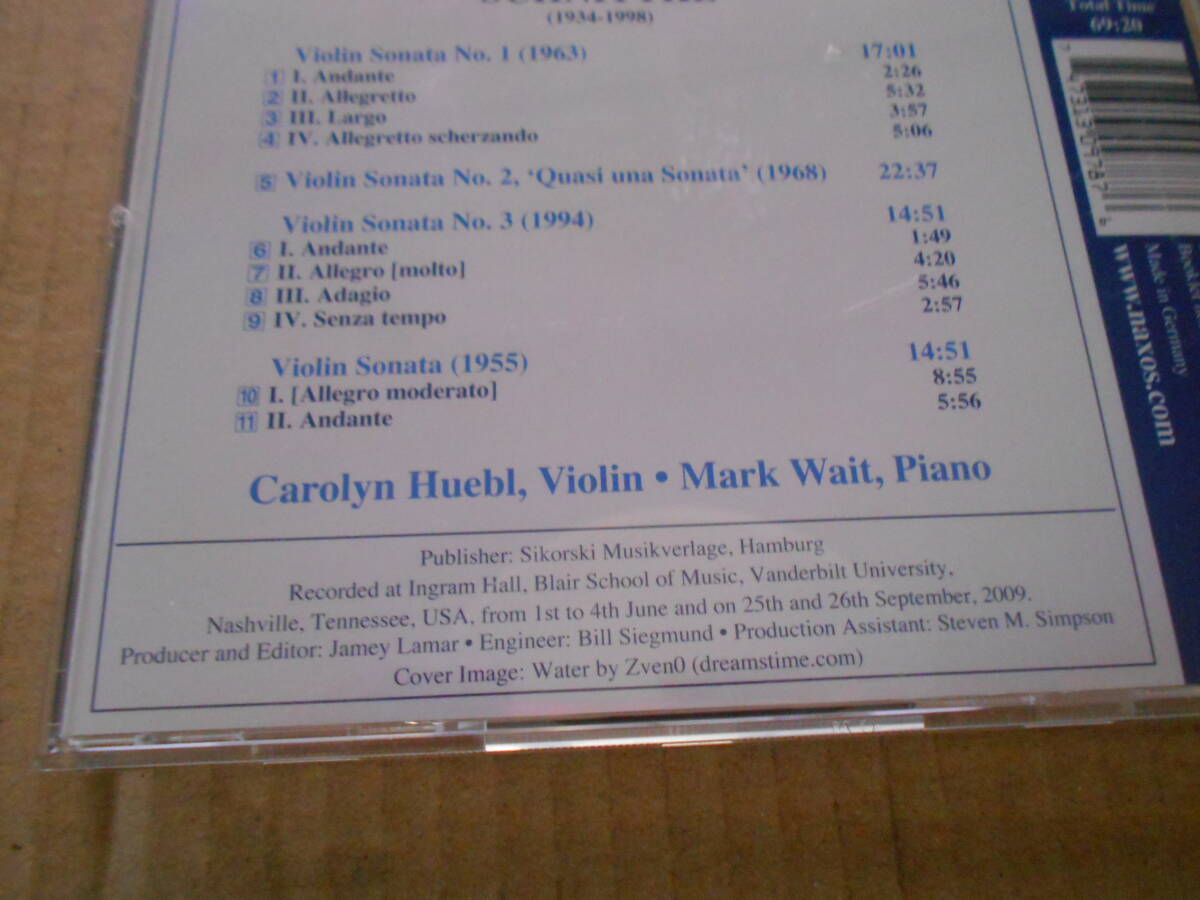 (1934-1998)
Violin Sonata No. 1 (1963) 17:01
1 I. Andante 2:26
2 II. Allegretto 5:32
3 III. Largo 3:57
4 IV. Allegretto scherzando 5:06
5 Violin Sonata No. 2, ‘Quasi una Sonata’ (1968) 22:37
Violin Sonata No. 3 (1994) 14:51
6 I. Andante 1:49
7 II. Allegro [molto] 4:20
8 III. Adagio 5:46
9 IV. Senza tempo 2:57
Violin Sonata (1955) 14:51
10 I. [Allegro moderato] 8:55
11 II. Andante 5:56
Carolyn Huebl, Violin • Mark Wait, Piano
Publisher: Sikorski Musikverlage, Hamburg
Recorded at Ingram Hall, Blair School of Music, Vanderbilt University,
Nashville, Tennessee, USA, from 1st to 4th June and on 25th and 26th September, 2009.
Producer and Editor: Jamey Lamar • Engineer: Bill Siegmund • Production Assistant: Steven M. Simpson
Cover Image: Water by Zven0 (dreamstime.com)
Total Time
69:20
Made in Germany
www.naxos.com